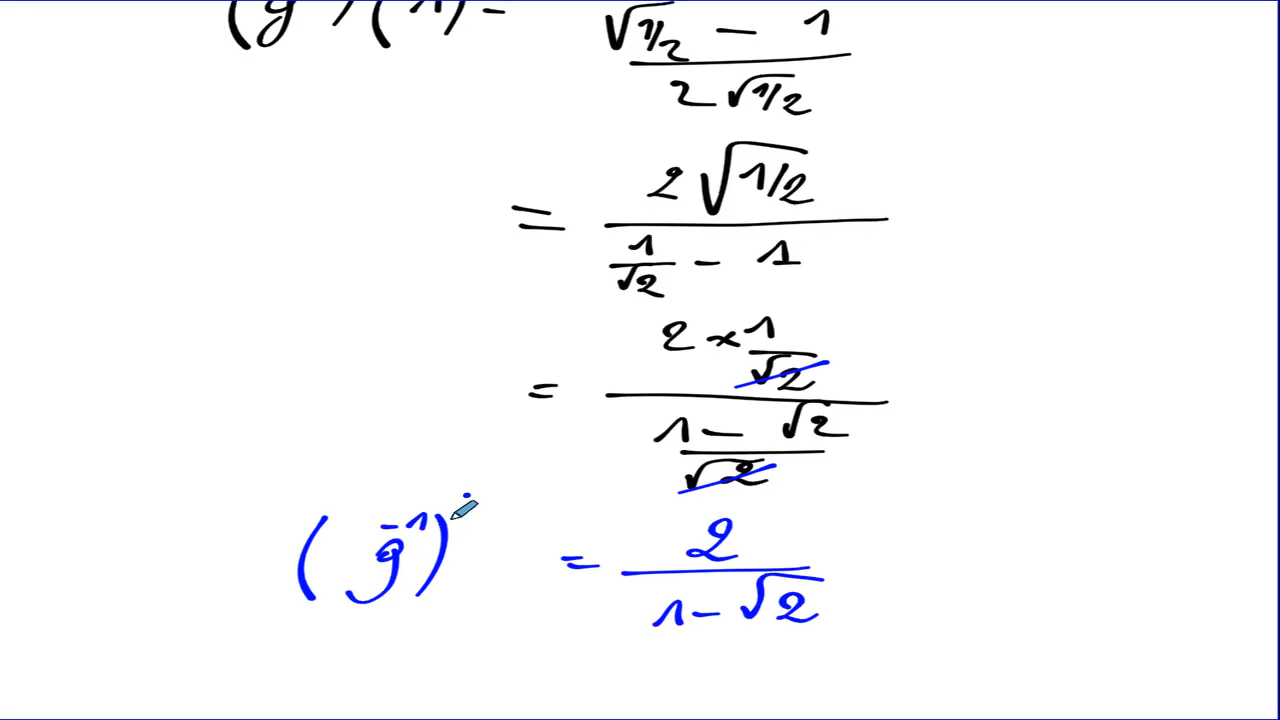 √1/2 - 1
2 √1/2
= 2 √1/2
1/√2 - 1
= 2 × 1/√2
1 - √2
√2
(g⁻¹)' = 2
1 - √2